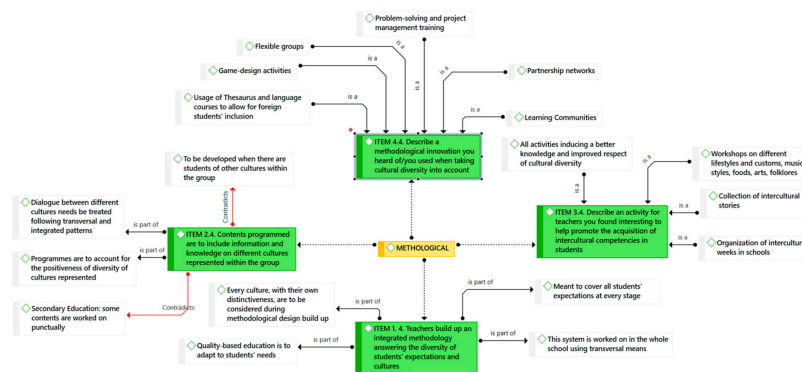 Problem-solving and project
management training
Flexible groups
is a
is a
is a
Game-design activities
is a
Partnership networks
is a
Usage of Thesaurus and language
courses to allow for foreign
students' inclusion
is a
is a
Learning Communities
ITEM 4.4. Describe a
methodological innovation you
heard of/you used when taking
cultural diversity into account
To be developed when there are
students of other cultures within
the group
All activities inducing a better
knowledge and improved respect
of cultural diversity
Workshops on different
lifestyles and customs, music
styles, foods, arts, folklores
is a
is a
Contradicts
Dialogue between different
cultures needs be treated
following transversal and
integrated patterns
is part of
ITEM 2.4. Contents programmed
are to include information and
knowledge on different cultures
represented within the group
ITEM 3.4. Describe an activity for
teachers you found interesting to
help promote the acquisition of
intercultural competencies in
students
is a
Collection of intercultural
stories
METHOLOGICAL
is a
Organization of intercultur
weeks in schools
Programmes are to account for
the positiveness of diversity of
cultures represented
is part of
Secondary Education: some
contents are worked on
punctually
Contradicts
Every culture, with their own
distinctiveness, are to be
considered during
methodological design build up
is part of
Meant to cover all students'
expectations at every stage
is part of
Quality-based education is to
adapt to students' needs
is part of
ITEM 1. 4. Teachers build up an
integrated methodology
answering the diversity of
students' expectations and
cultures
is part of
This system is worked on in the whole
school using transversal means